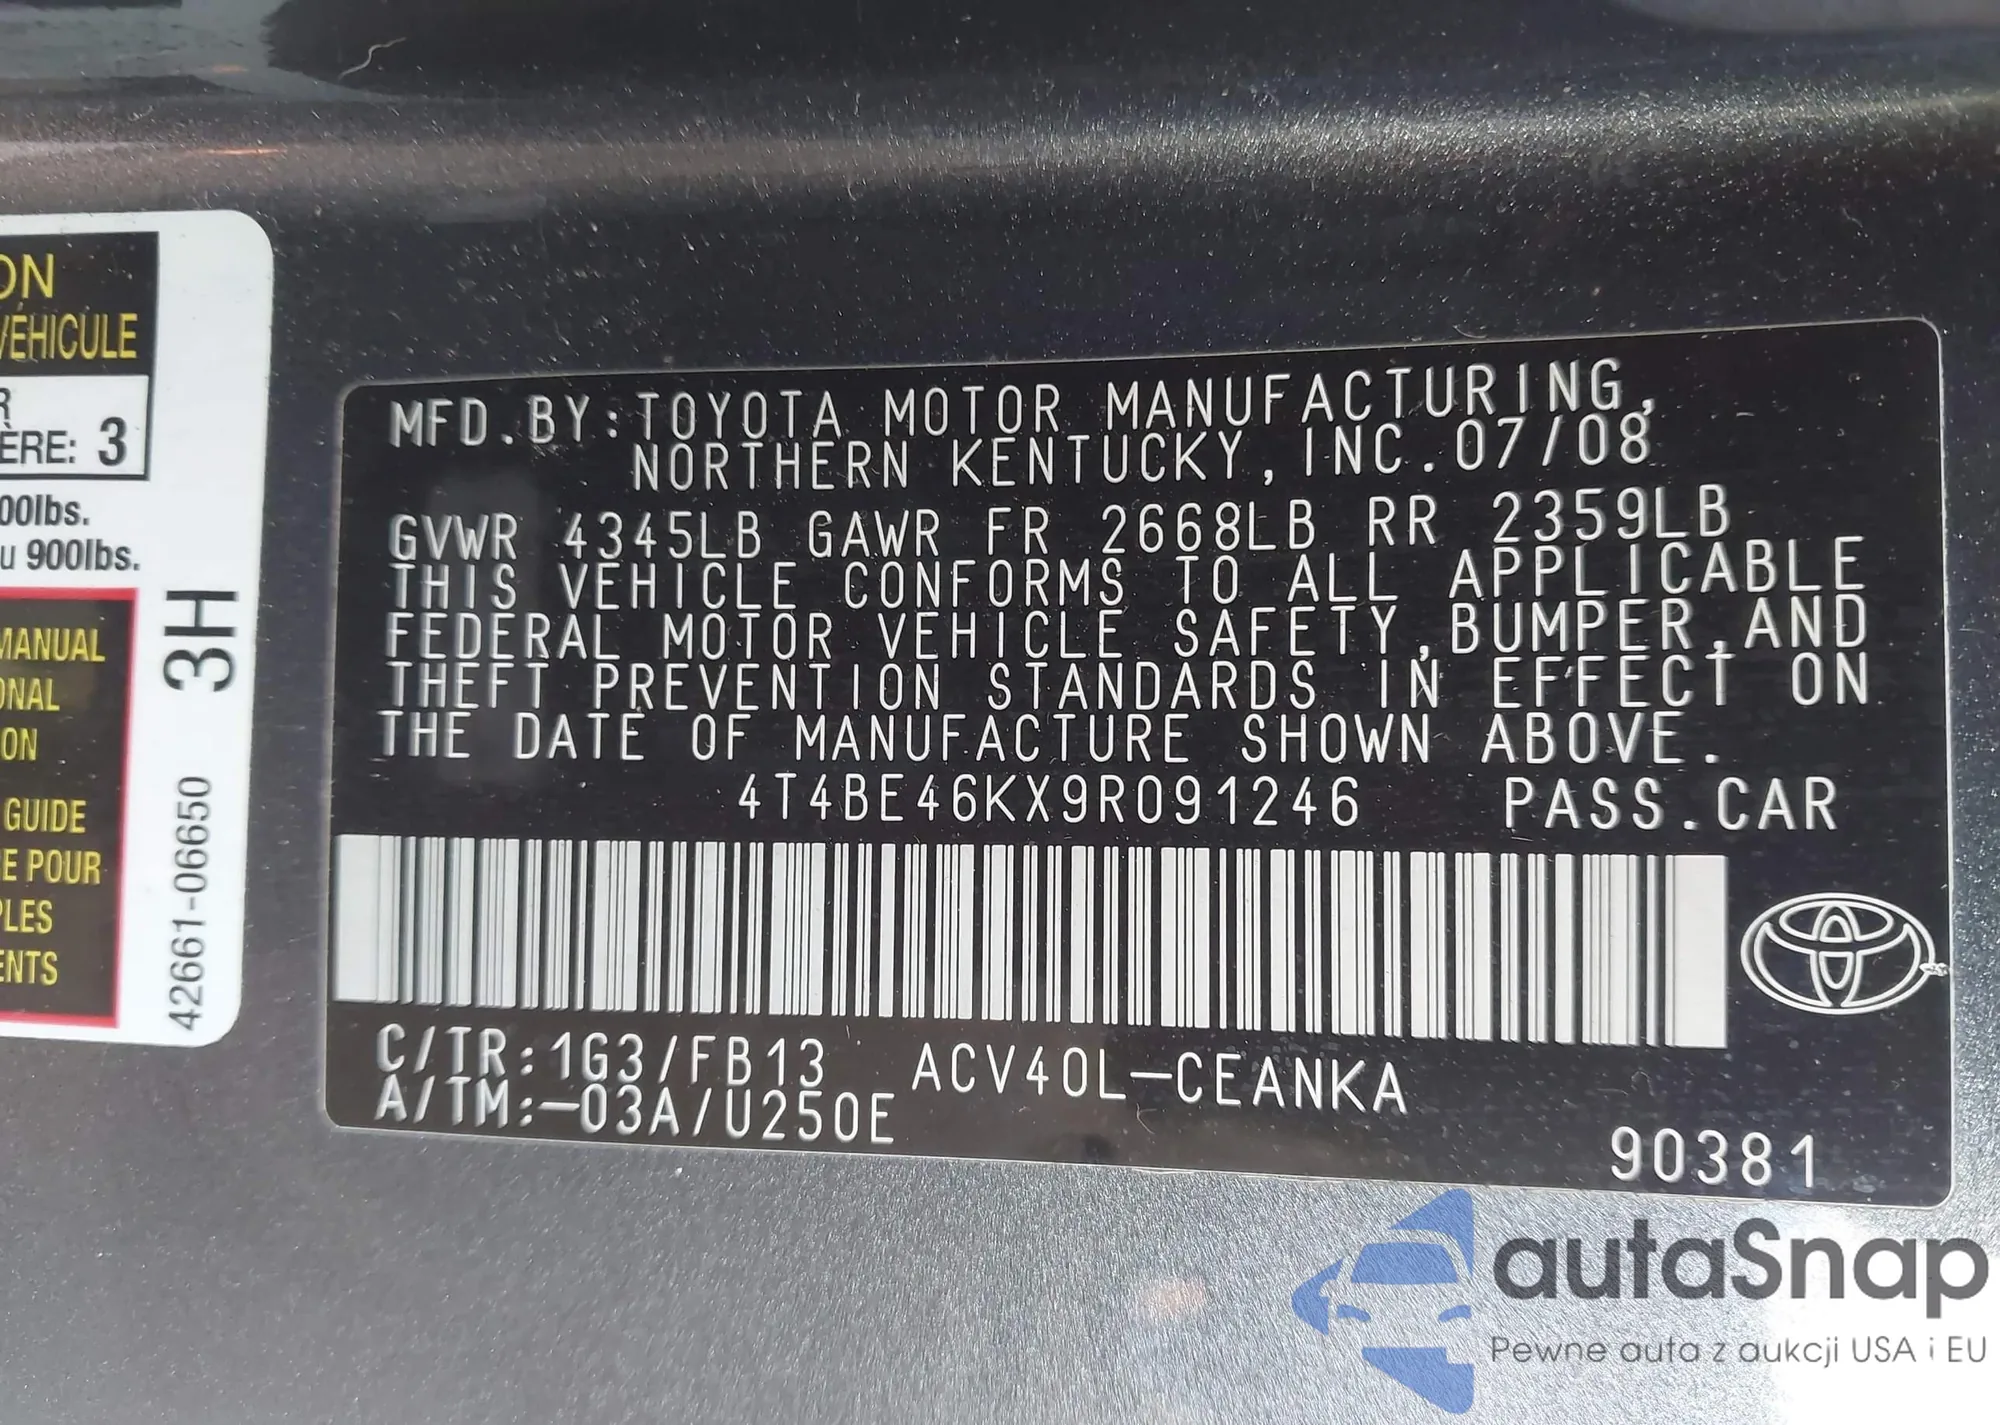 ON
VÉHICULE
R
ÈRE: 3
00lbs.
u 900lbs.
MANUAL
ONAL
ON
GUIDE
E POUR
PLES
ENTS
42661-06650 3H
MFD.BY:TOYOTA MOTOR MANUFACTURING,
NORTHERN KENTUCKY, INC.07/08
GVWR 4345LB GAWR FR 2668LB RR 2359LB
THIS VEHICLE CONFORMS TO ALL APPLICABLE
FEDERAL MOTOR VEHICLE SAFETY,BUMPER,AND
THEFT PREVENTION STANDARDS IN EFFECT ON
THE DATE OF MANUFACTURE SHOWN ABOVE.
4T4BE46KX9R091246 PASS.CAR
C/TR:1G3/FB13 ACV40L-CEANKA
A/TM:-03A/U250E
90381
autaSnap
Pewne auta z aukcji USA i EU